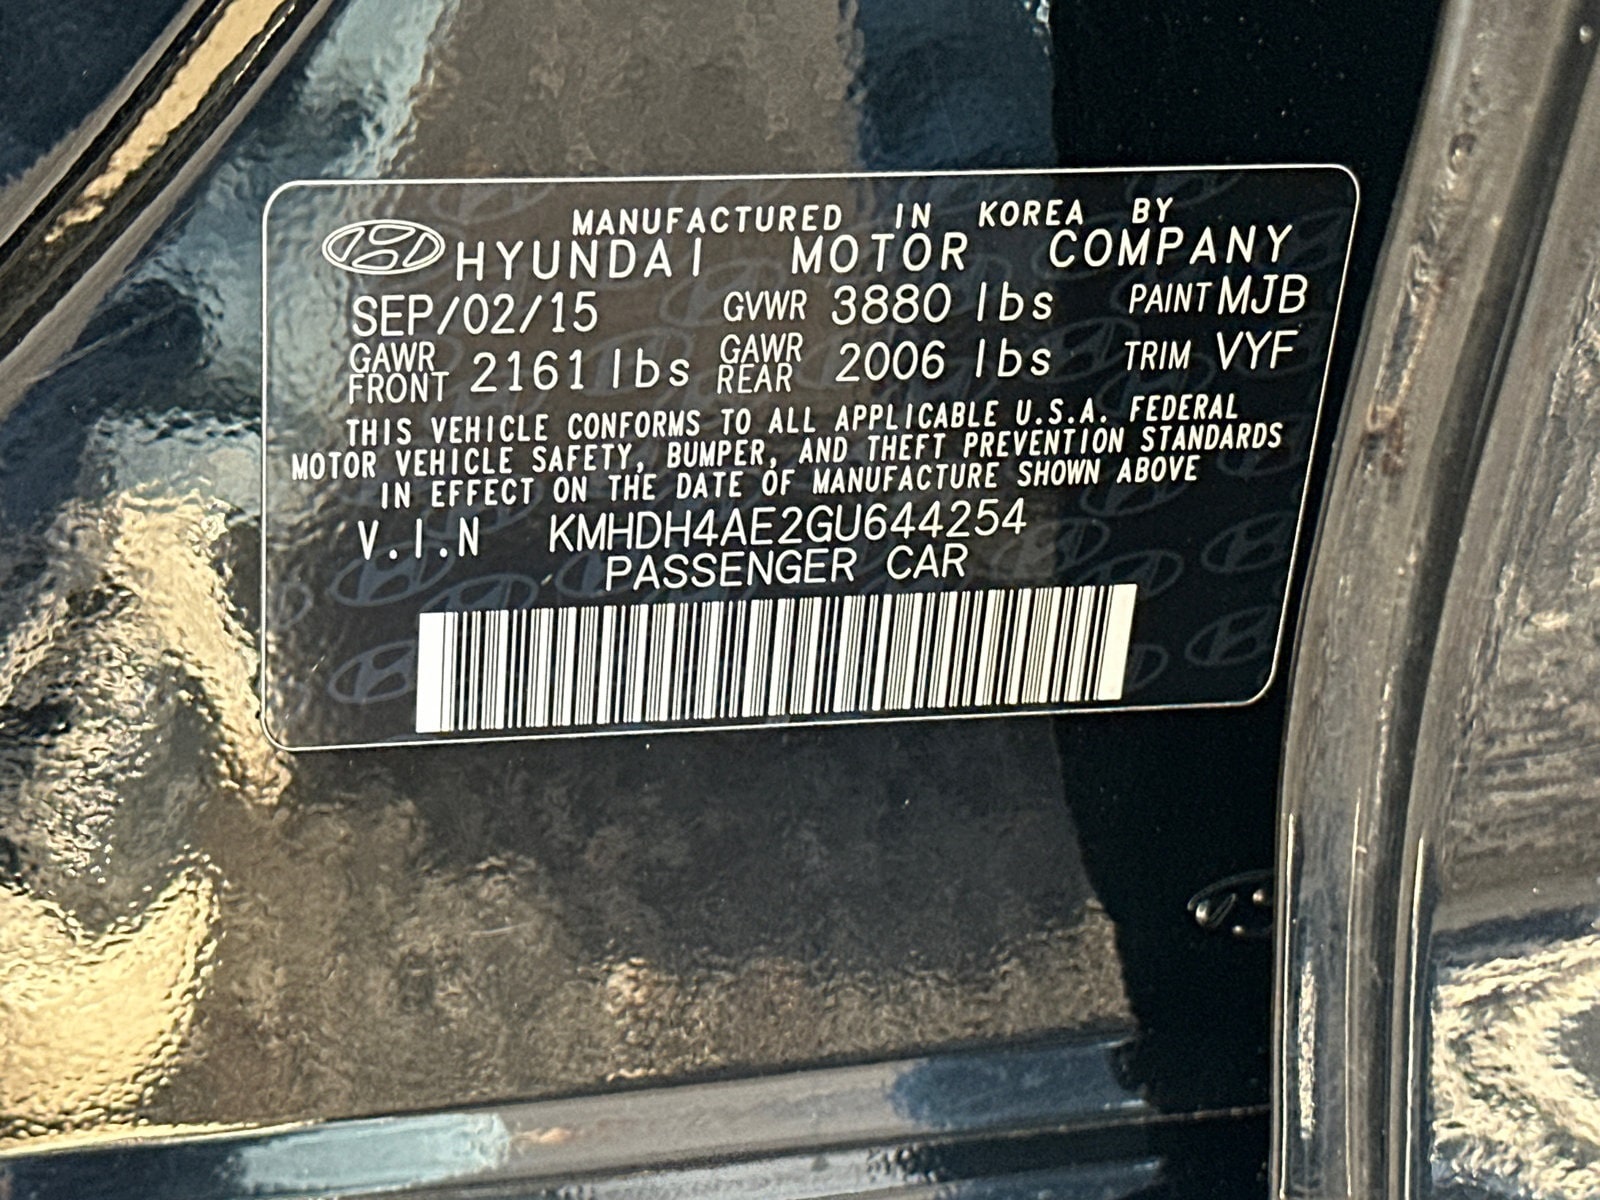 MANUFACTURED IN KOREA BY
HYUNDAI MOTOR COMPANY
SEP/02/15 GVWR 3880 lbs PAINT MJB
GAWR FRONT 2161 lbs GAWR REAR 2006 lbs TRIM VYF
THIS VEHICLE CONFORMS TO ALL APPLICABLE U.S.A. FEDERAL
MOTOR VEHICLE SAFETY, BUMPER, AND THEFT PREVENTION STANDARDS
IN EFFECT ON THE DATE OF MANUFACTURE SHOWN ABOVE
V.I.N KMHDH4AE2GU644254
PASSENGER CAR